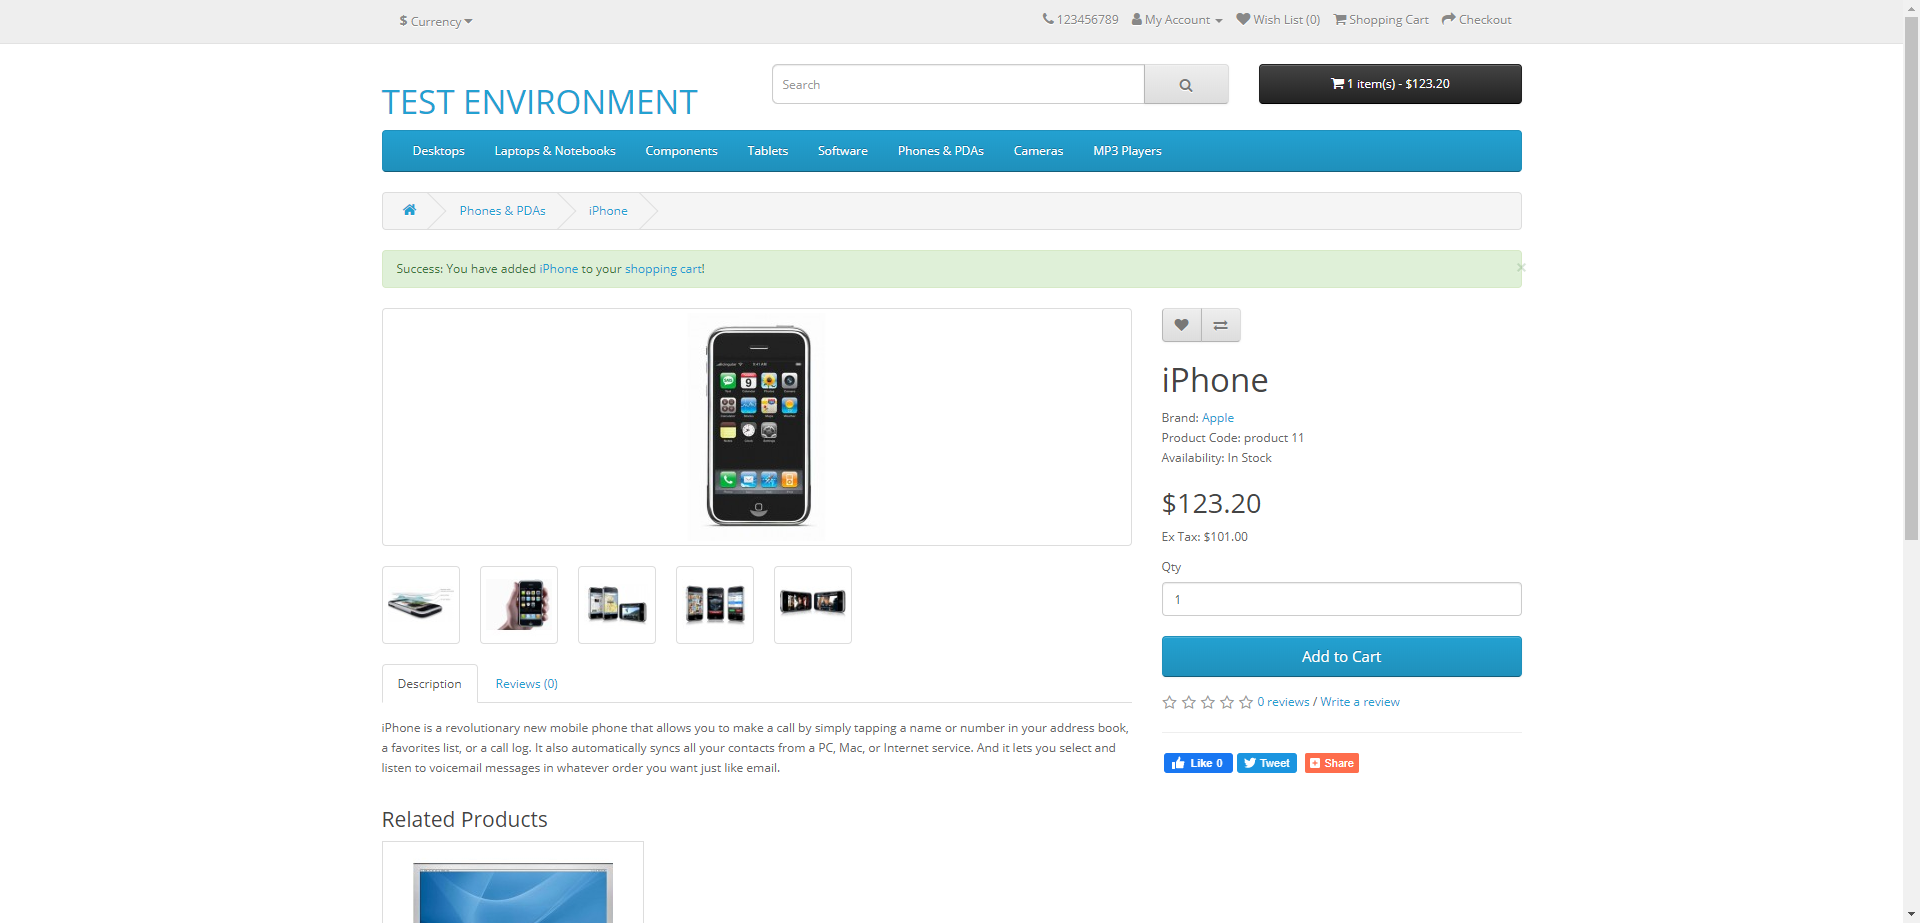 $ Currency
123456789 My Account Wish List (0) Shopping Cart Checkout
TEST ENVIRONMENT
Search
1 item(s) - $123.20
Desktops Laptops & Notebooks Components Tablets Software Phones & PDAs Cameras MP3 Players
Phones & PDAs iPhone
Success: You have added iPhone to your shopping cart!
×
iPhone
Brand: Apple
Product Code: product 11
Availability: In Stock
$123.20
Ex Tax: $101.00
Qty
1
Add to Cart
0 reviews / Write a review
Like 0 Tweet Share
Description Reviews (0)
iPhone is a revolutionary new mobile phone that allows you to make a call by simply tapping a name or number in your address book,
a favorites list, or a call log. It also automatically syncs all your contacts from a PC, Mac, or Internet service. And it lets you select and
listen to voicemail messages in whatever order you want just like email.
Related Products